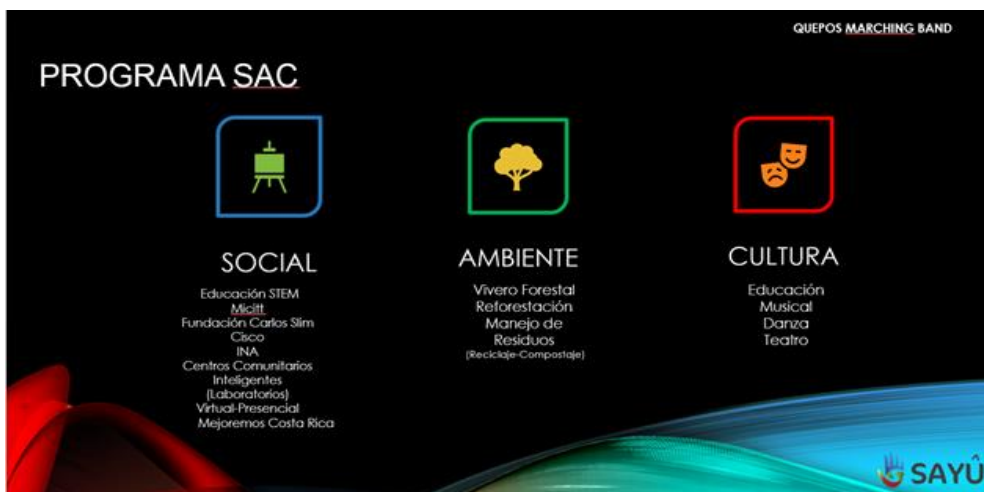 QUEPOS MARCHING BAND
PROGRAMA SAC
SOCIAL
Educación STEM
Micitt
Fundación Carlos Slim
Cisco
INA
Centros Comunitarios
Inteligentes
(Laboratorios)
Virtual-Presencial
Mejoremos Costa Rica
AMBIENTE
Vivero Forestal
Reforestación
Manejo de
Residuos
(Reciclaje-Compostaje)
CULTURA
Educación
Musical
Danza
Teatro
SAYÛ